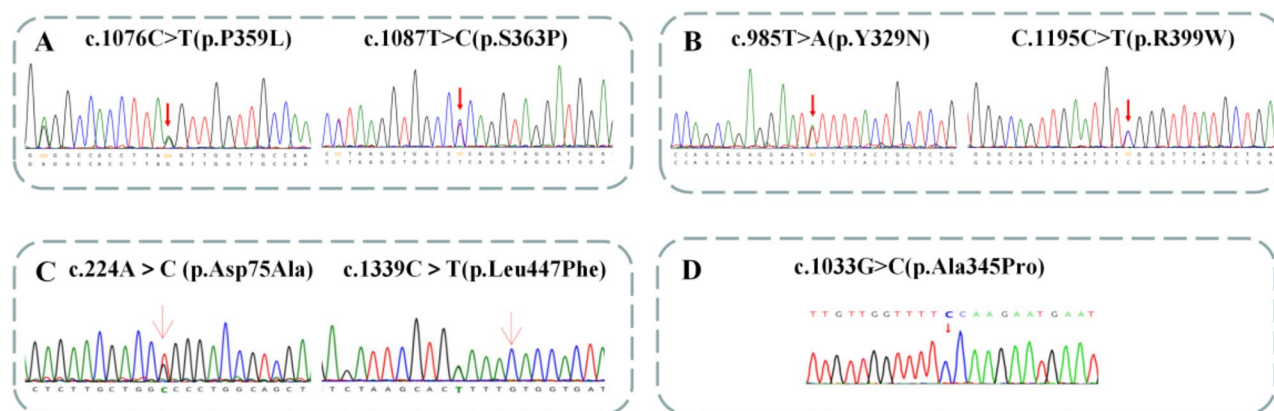 A
c.1076C>T(p.P359L)
c.1087T>C(p.S363P)
B
c.985T>A(p.Y329N)
C.1195C>T(p.R399W)
C C A G C A G A G G A A T A T T T T A C T G C T C T G
G G G C A G T T G A A T G T C G G G T T T A T G C T G A
C
c.224A > C (p.Asp75Ala)
c.1339C > T(p.Leu447Phe)
C T C T T G C T G G C C C C T G G C A G C T
T C T A A G C A C T T T T G T G G T G A T
D
c.1033G>C(p.Ala345Pro)
T T G T T G G T T T T C C A A G A A T G A A T